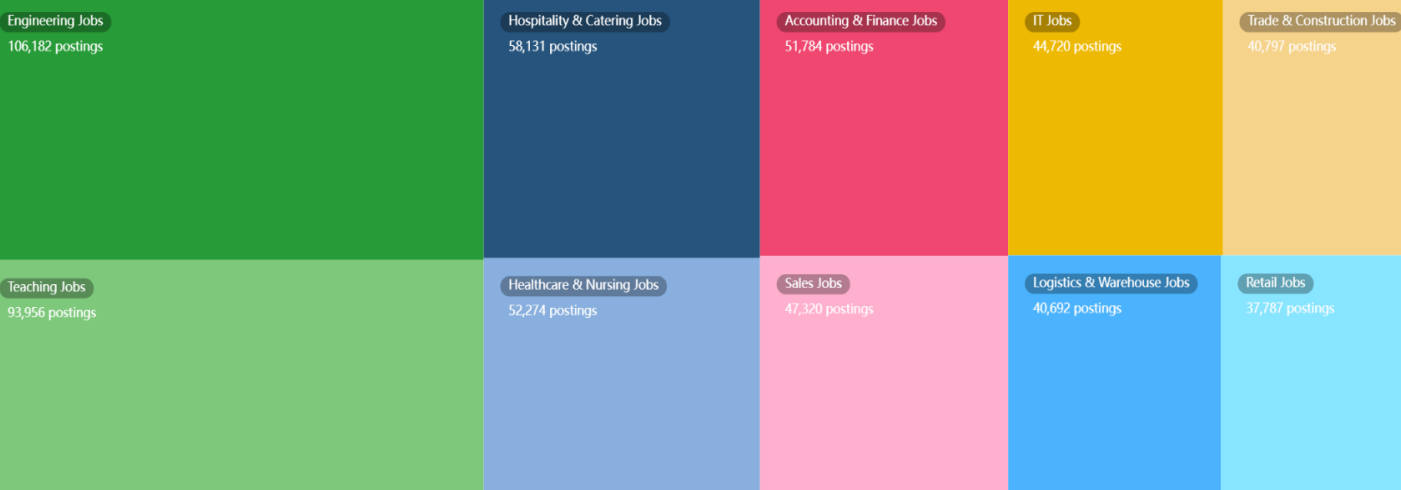 Engineering Jobs
106,182 postings
Hospitality & Catering Jobs
58,131 postings
Accounting & Finance Jobs
51,784 postings
IT Jobs
44,720 postings
Trade & Construction Jobs
40,797 postings
Teaching Jobs
93,956 postings
Healthcare & Nursing Jobs
52,274 postings
Sales Jobs
47,320 postings
Logistics & Warehouse Jobs
40,692 postings
Retail Jobs
37,787 postings